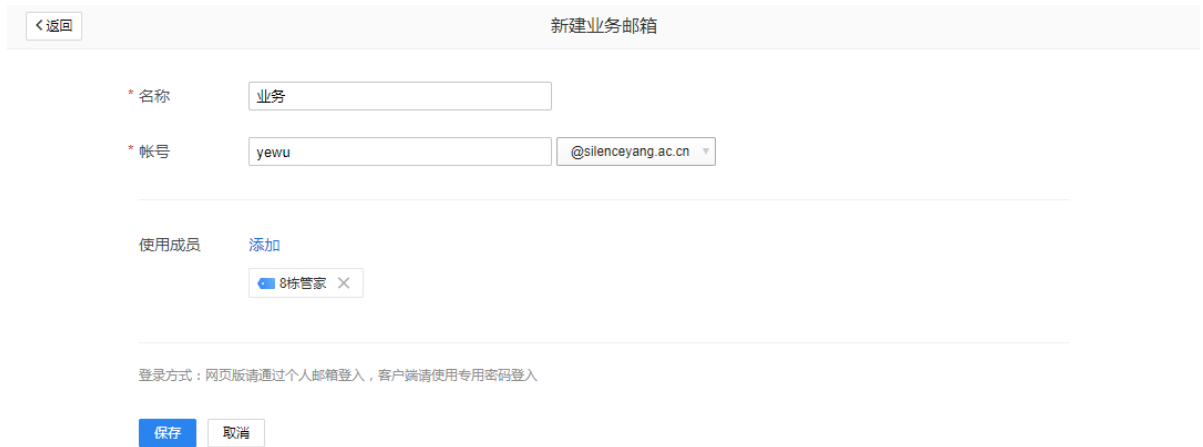 返回
新建业务邮箱
* 名称 业务
* 帐号 yewu @silenceyang.ac.cn
使用成员 添加
8栋管家
登录方式：网页版请通过个人邮箱登入，客户端请使用专用密码登入
保存 取消